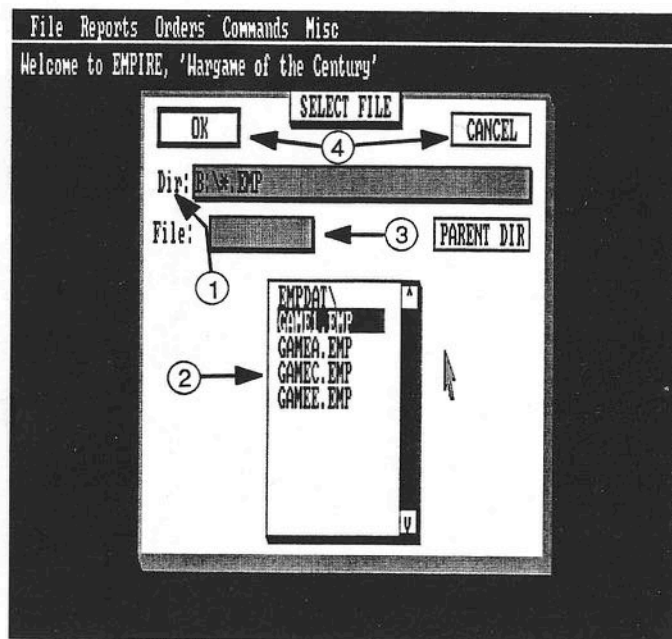 File Reports Orders Commands Misc
Welcome to EMPIRE, 'Wargame of the Century'
SELECT FILE
OK
CANCEL
4
Dir: B:\*.EMP
File:
3
PARENT DIR
1
EMPDAT\
GAME1.EMP
GAMEA.EMP
2
GAMEC.EMP
GAMEE.EMP